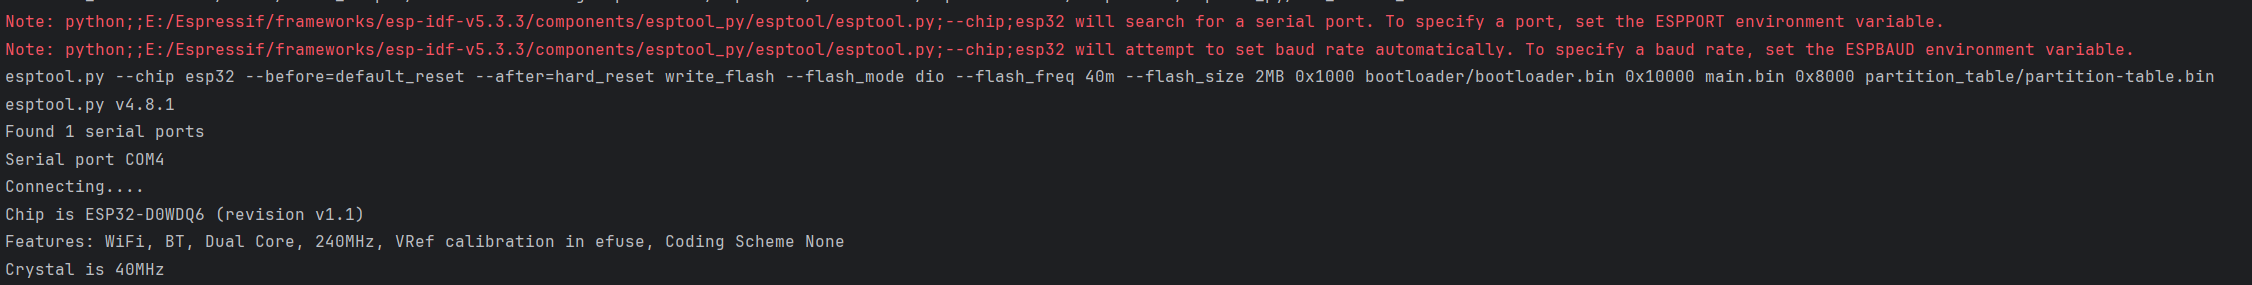 Note: python;;E:/Espressif/frameworks/esp-idf-v5.3.3/components/esptool_py/esptool/esptool.py;--chip;esp32 will search for a serial port. To specify a port, set the ESPPORT environment variable.
Note: python;;E:/Espressif/frameworks/esp-idf-v5.3.3/components/esptool_py/esptool/esptool.py;--chip;esp32 will attempt to set baud rate automatically. To specify a baud rate, set the ESPBAUD environment variable.
esptool.py --chip esp32 --before=default_reset --after=hard_reset write_flash --flash_mode dio --flash_freq 40m --flash_size 2MB 0x1000 bootloader/bootloader.bin 0x10000 main.bin 0x8000 partition_table/partition-table.bin
esptool.py v4.8.1
Found 1 serial ports
Serial port COM4
Connecting....
Chip is ESP32-D0WDQ6 (revision v1.1)
Features: WiFi, BT, Dual Core, 240MHz, VRef calibration in efuse, Coding Scheme None
Crystal is 40MHz